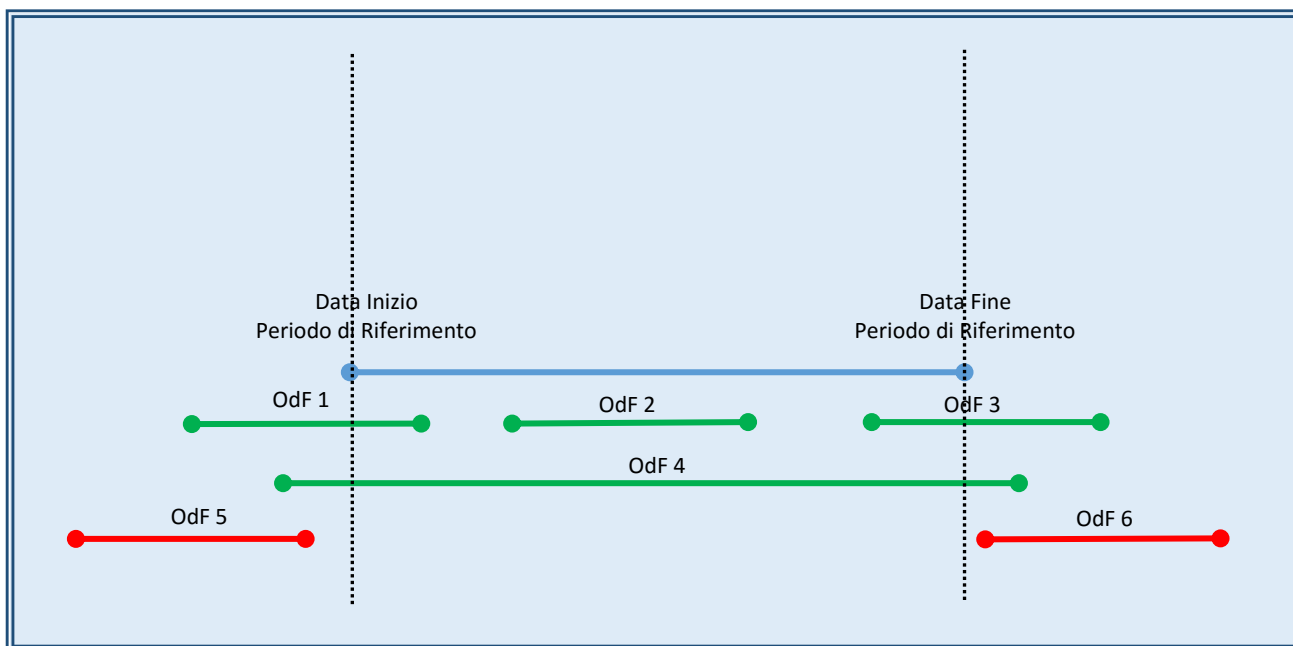 Data Inizio
Periodo di Riferimento
Data Fine
Periodo di Riferimento
OdF 1
OdF 2
OdF 3
OdF 4
OdF 5
OdF 6